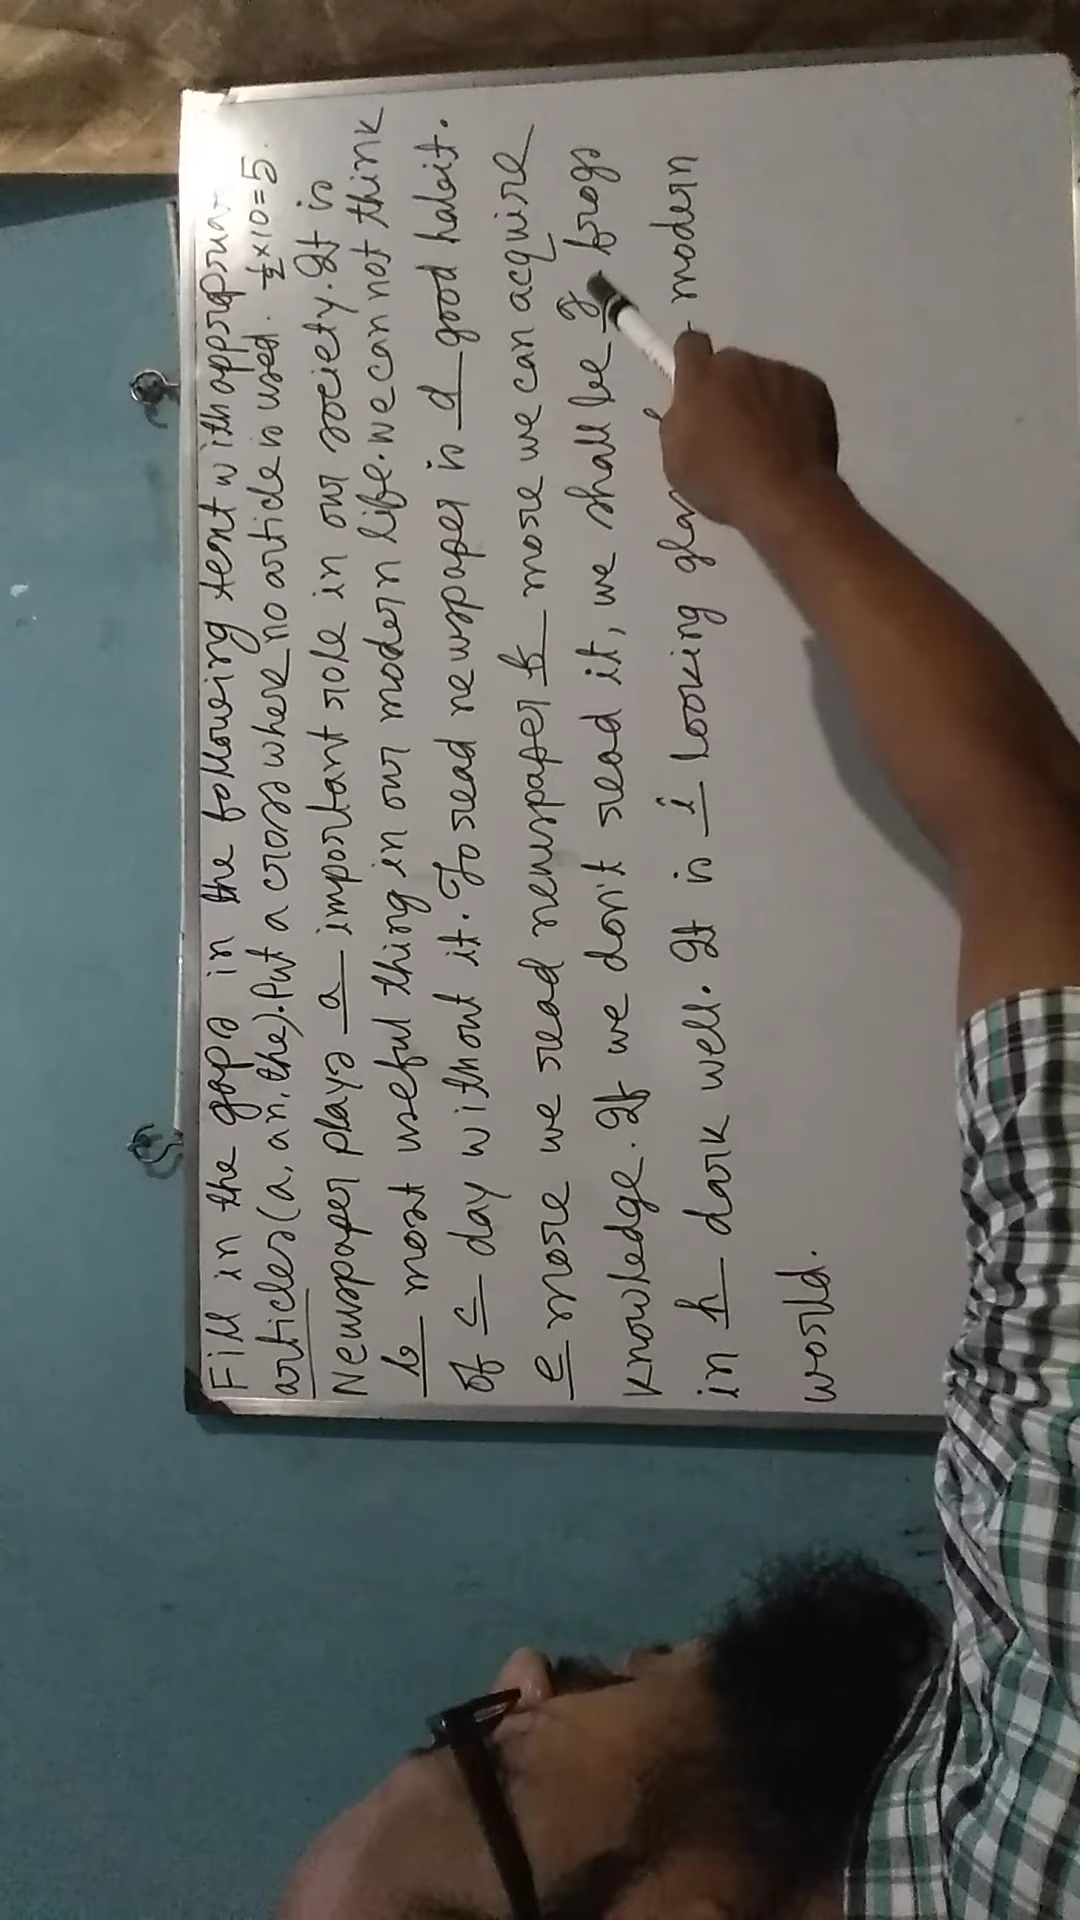 Fill in the gaps in the following text with
articles (a, an, the). Put a cross where no article is used. ½×10=5.
Newspaper plays a important role in our society. It is
b most useful thing in our modern life. we can not think
of c day without it. To read newspaper is d good habit.
e more we read newspaper f more we can acquire
knowledge. If we don't read it, we shall be g frogs
in h dark well. It is i looking modern
world.